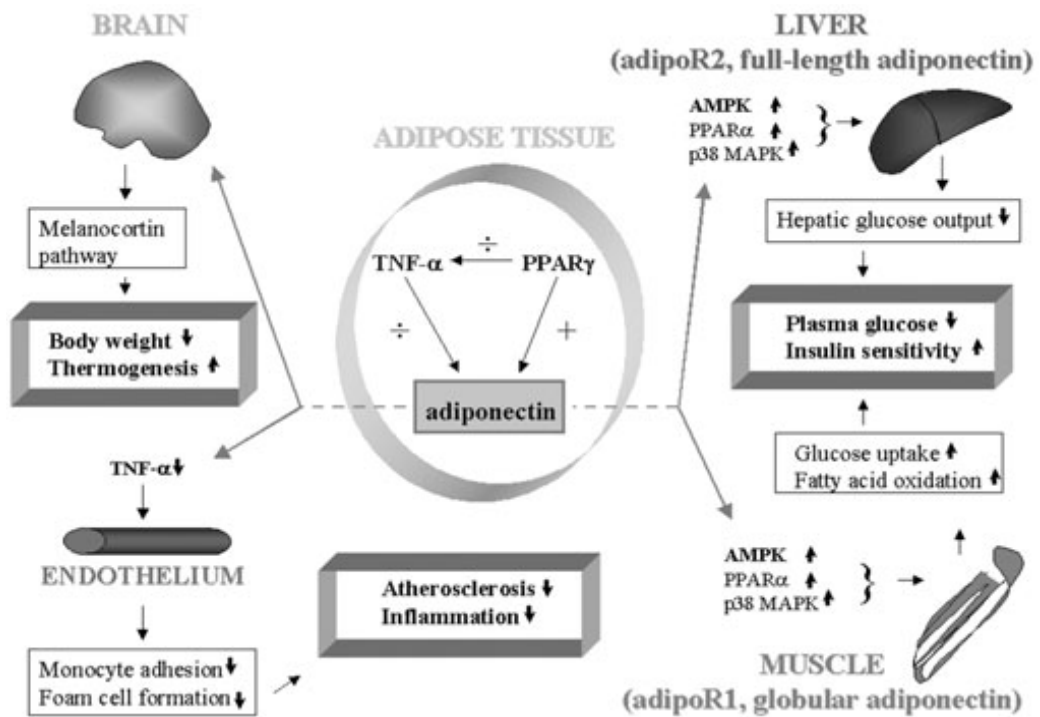 BRAIN
Melanocortin
pathway
Body weight ↓
Thermogenesis ↑
ADIPOSE TISSUE
÷
TNF-α
PPARγ
÷
+
adiponectin
LIVER
(adipoR2, full-length adiponectin)
AMPK ↑
PPARα ↑
p38 MAPK ↑
}
Hepatic glucose output ↓
Plasma glucose ↓
Insulin sensitivity ↑
Glucose uptake ↑
Fatty acid oxidation ↑
AMPK ↑
PPARα ↑
p38 MAPK ↑
}
MUSCLE
(adipoR1, globular adiponectin)
TNF-α ↓
ENDOTHELIUM
Monocyte adhesion ↓
Foam cell formation ↓
Atherosclerosis ↓
Inflammation ↓